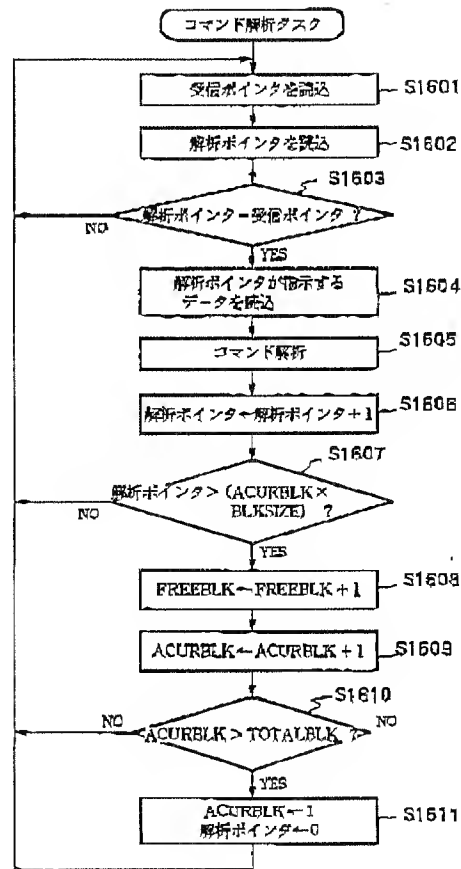 コマンド解析タスク
受信ポインタを読込
S1601
解析ポインタを読込
S1602
S1603
解析ポインタ=受信ポインタ ?
NO
YES
解析ポインタが指示する
データを読込
S1604
コマンド解析
S1605
解析ポインタ←解析ポインタ+1
S1606
S1607
解析ポインタ> (ACURBLK×
BLKSIZE) ?
NO
YES
FREEBLK←FREEBLK+1
S1608
ACURBLK←ACURBLK+1
S1609
S1610
NO
ACURBLK> TOTALBLK ?
NO
YES
ACURBLK←1
解析ポインタ←0
S1611